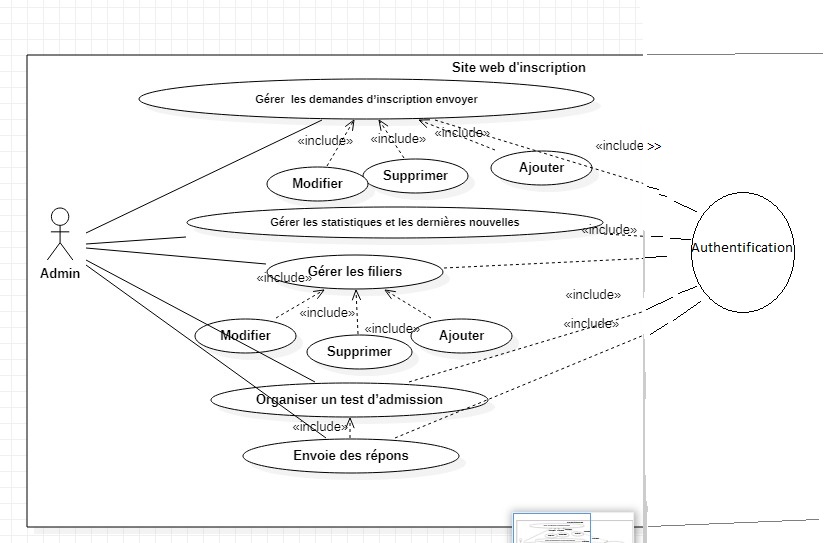 Site web d'inscription
Gérer les demandes d'inscription envoyer
«include»
«include»
«include»
«include >>
Modifier
Supprimer
Ajouter
Gérer les statistiques et les dernières nouvelles
«include»
Authentification
Admin
Gérer les filiers
«include»
«include»
«include»
«include»
«include»
Modifier
Supprimer
Ajouter
Organiser un test d'admission
«include»
Envoie des répons